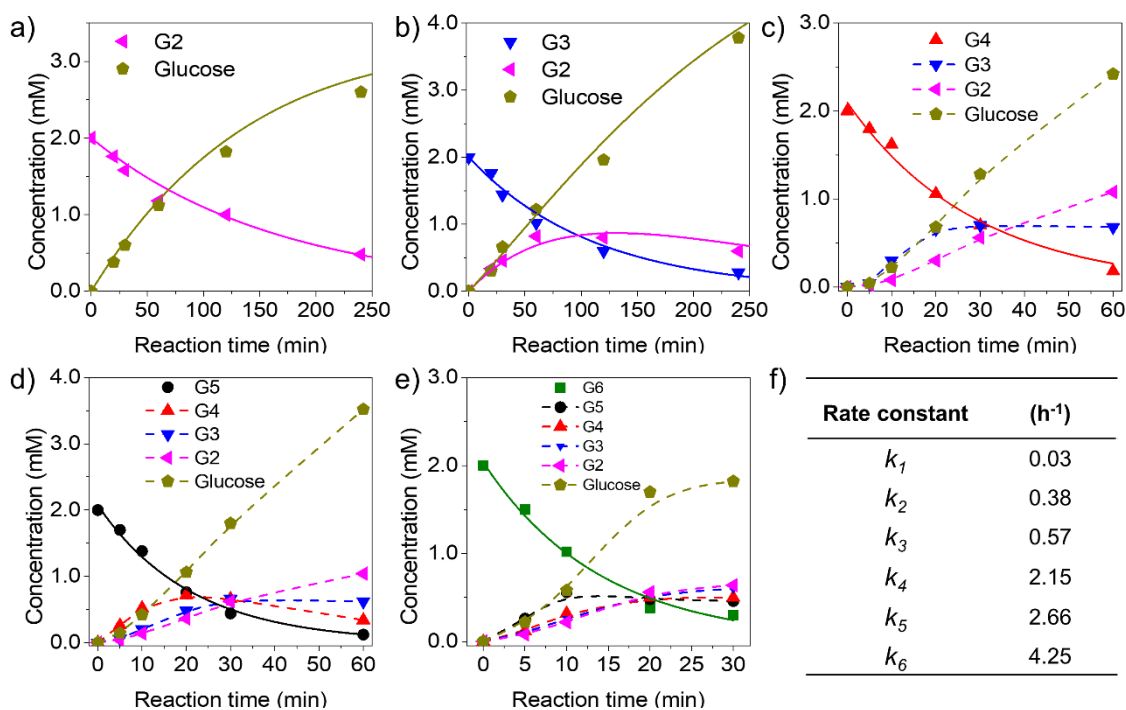 a)
G2
Glucose
Concentration (mM)
3.0
2.0
1.0
0.0
0 50 100 150 200 250
Reaction time (min)
b)
G3
G2
Glucose
Concentration (mM)
4.0
3.0
2.0
1.0
0.0
0 50 100 150 200 250
Reaction time (min)
c)
G4
G3
G2
Glucose
Concentration (mM)
3.0
2.0
1.0
0.0
0 10 20 30 40 50 60
Reaction time (min)
d)
G5
G4
G3
G2
Glucose
Concentration (mM)
4.0
3.0
2.0
1.0
0.0
0 10 20 30 40 50 60
Reaction time (min)
e)
G6
G5
G4
G3
G2
Glucose
Concentration (mM)
3.0
2.0
1.0
0.0
0 5 10 15 20 25 30
Reaction time (min)
f)
Rate constant (h⁻¹)
k₁ 0.03
k₂ 0.38
k₃ 0.57
k₄ 2.15
k₅ 2.66
k₆ 4.25